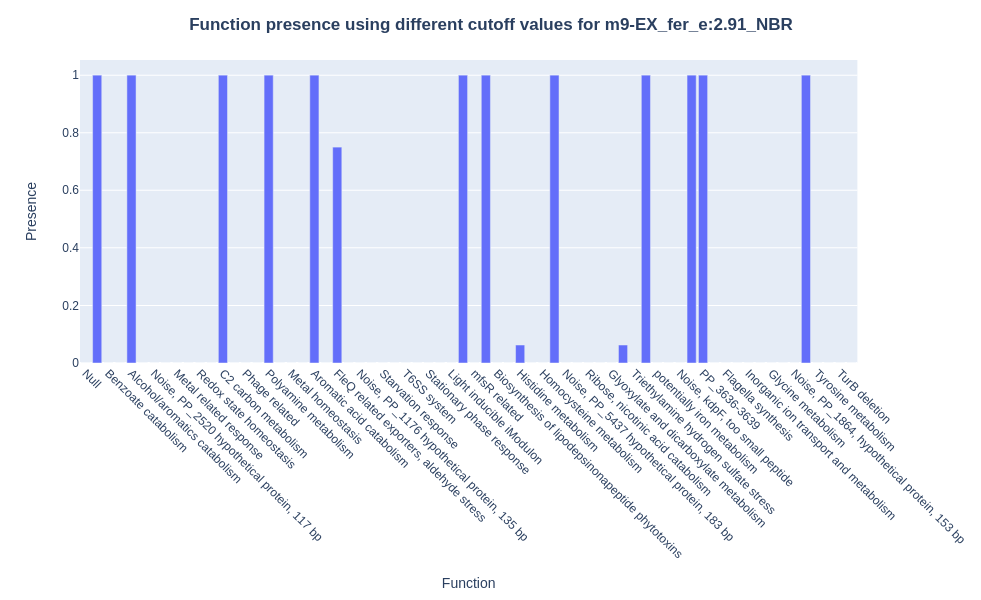 Function presence using different cutoff values for m9-EX_fer_e:2.91_NBR
Presence
1
0.8
0.6
0.4
0.2
0
Null
Benzoate catabolism
Alcohol/aromatics catabolism
Noise, PP_2520 hypothetical protein, 117 bp
Metal related response
Redox state homeostasis
C2 carbon metabolism
Phage related
Polyamine metabolism
Metal homeostasis
Aromatic acid catabolism
FleQ related exporters, aldehyde stress
Noise, PP_1176 hypothetical protein, 135 bp
Starvation response
T6SS system
Stationary phase response
Light inducible iModulon
mfsR related
Biosynthesis of lipodepsinonapeptide phytotoxins
Histidine metabolism
Homocysteine metabolism
Noise, PP_5437 hypothetical protein, 183 bp
Ribose, nicotinic acid catabolism
Glyoxylate and dicarboxylate metabolism
Triethylamine hydrogen sulfate stress
potentially iron metabolism
Noise, kdpF, too small peptide
PP_3636-3639
Flagella synthesis
Inorganic ion transport and metabolism
Glycine metabolism
Noise, PP_1864, hypothetical protein, 153 bp
Tyrosine metabolism
TurB deletion
Function